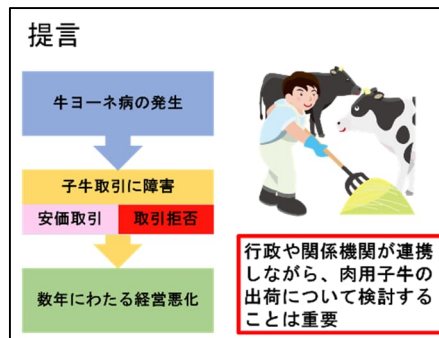 提言
牛ヨーネ病の発生
子牛取引に障害
安価取引
取引拒否
数年にわたる経営悪化
行政や関係機関が連携
しながら、肉用子牛の
出荷について検討する
ことは重要